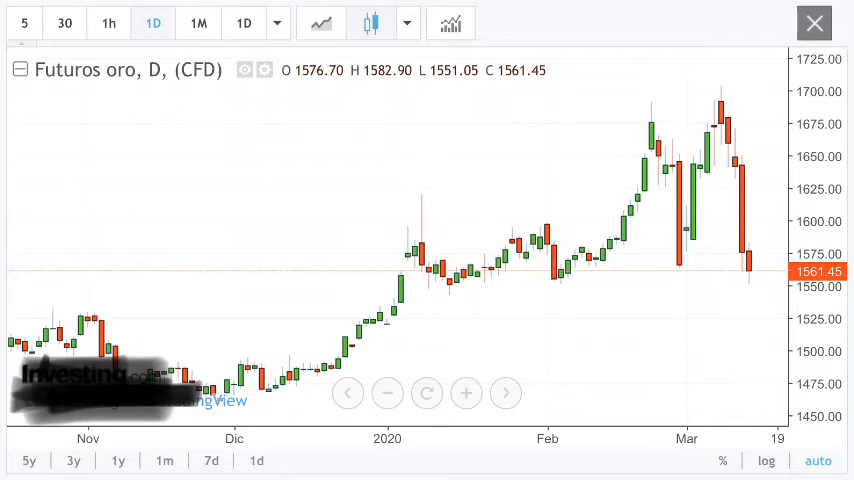 5 30 1h 1D 1M 1D
Futuros oro, D, (CFD) O 1576.70 H 1582.90 L 1551.05 C 1561.45
1725.00
1700.00
1675.00
1650.00
1625.00
1600.00
1575.00
1561.45
1550.00
1525.00
1500.00
1475.00
1450.00
Investing.com
View
Nov Dic 2020 Feb Mar 19
5y 3y 1y 1m 7d 1d % log auto